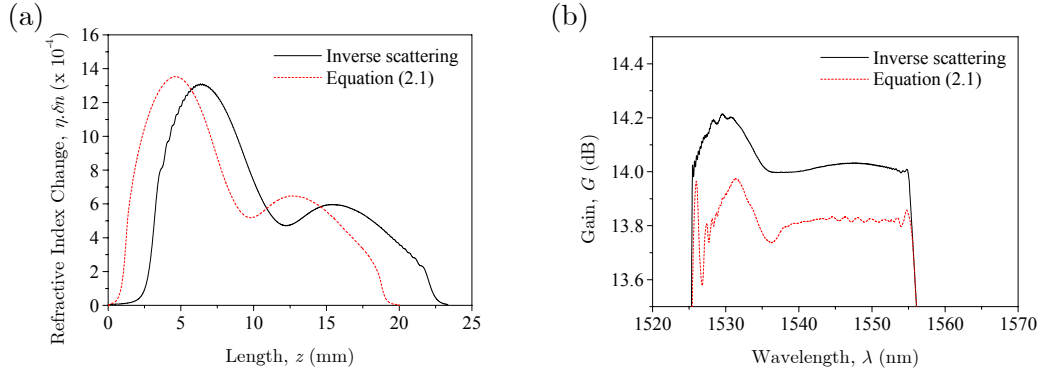 (a)
Refractive Index Change, η.δn (x 10⁻⁴)
16
14
12
10
8
6
4
2
0
0 5 10 15 20 25
Length, z (mm)
Inverse scattering
Equation (2.1)
(b)
Gain, G (dB)
14.4
14.2
14.0
13.8
13.6
1520 1530 1540 1550 1560 1570
Wavelength, λ (nm)
Inverse scattering
Equation (2.1)